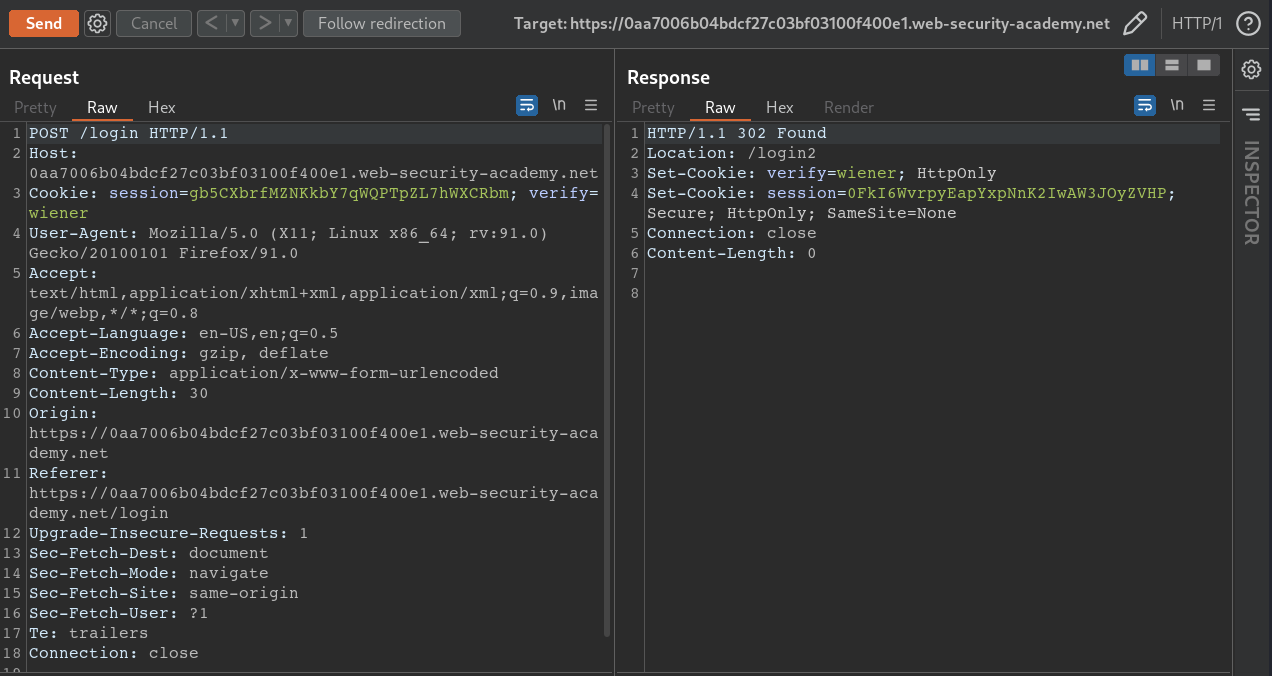 Send Cancel < ▼ > ▼ Follow redirection Target: https://0aa7006b04bdcf27c03bf03100f400e1.web-security-academy.net HTTP/1 ?
Request
Pretty Raw Hex \n ≡
1 POST /login HTTP/1.1
2 Host:
0aa7006b04bdcf27c03bf03100f400e1.web-security-academy.net
3 Cookie: session=gb5CXbrfMZNKkbY7qWQPTpZL7hWXCRbm; verify=
wiener
4 User-Agent: Mozilla/5.0 (X11; Linux x86_64; rv:91.0)
Gecko/20100101 Firefox/91.0
5 Accept:
text/html,application/xhtml+xml,application/xml;q=0.9,ima
ge/webp,*/*;q=0.8
6 Accept-Language: en-US,en;q=0.5
7 Accept-Encoding: gzip, deflate
8 Content-Type: application/x-www-form-urlencoded
9 Content-Length: 30
10 Origin:
https://0aa7006b04bdcf27c03bf03100f400e1.web-security-aca
demy.net
11 Referer:
https://0aa7006b04bdcf27c03bf03100f400e1.web-security-aca
demy.net/login
12 Upgrade-Insecure-Requests: 1
13 Sec-Fetch-Dest: document
14 Sec-Fetch-Mode: navigate
15 Sec-Fetch-Site: same-origin
16 Sec-Fetch-User: ?1
17 Te: trailers
18 Connection: close
19
Response
Pretty Raw Hex Render \n ≡
1 HTTP/1.1 302 Found
2 Location: /login2
3 Set-Cookie: verify=wiener; HttpOnly
4 Set-Cookie: session=0FkI6WvrpyEapYxpNnK2IwAW3JOyZVHP;
Secure; HttpOnly; SameSite=None
5 Connection: close
6 Content-Length: 0
7
8
INSPECTOR